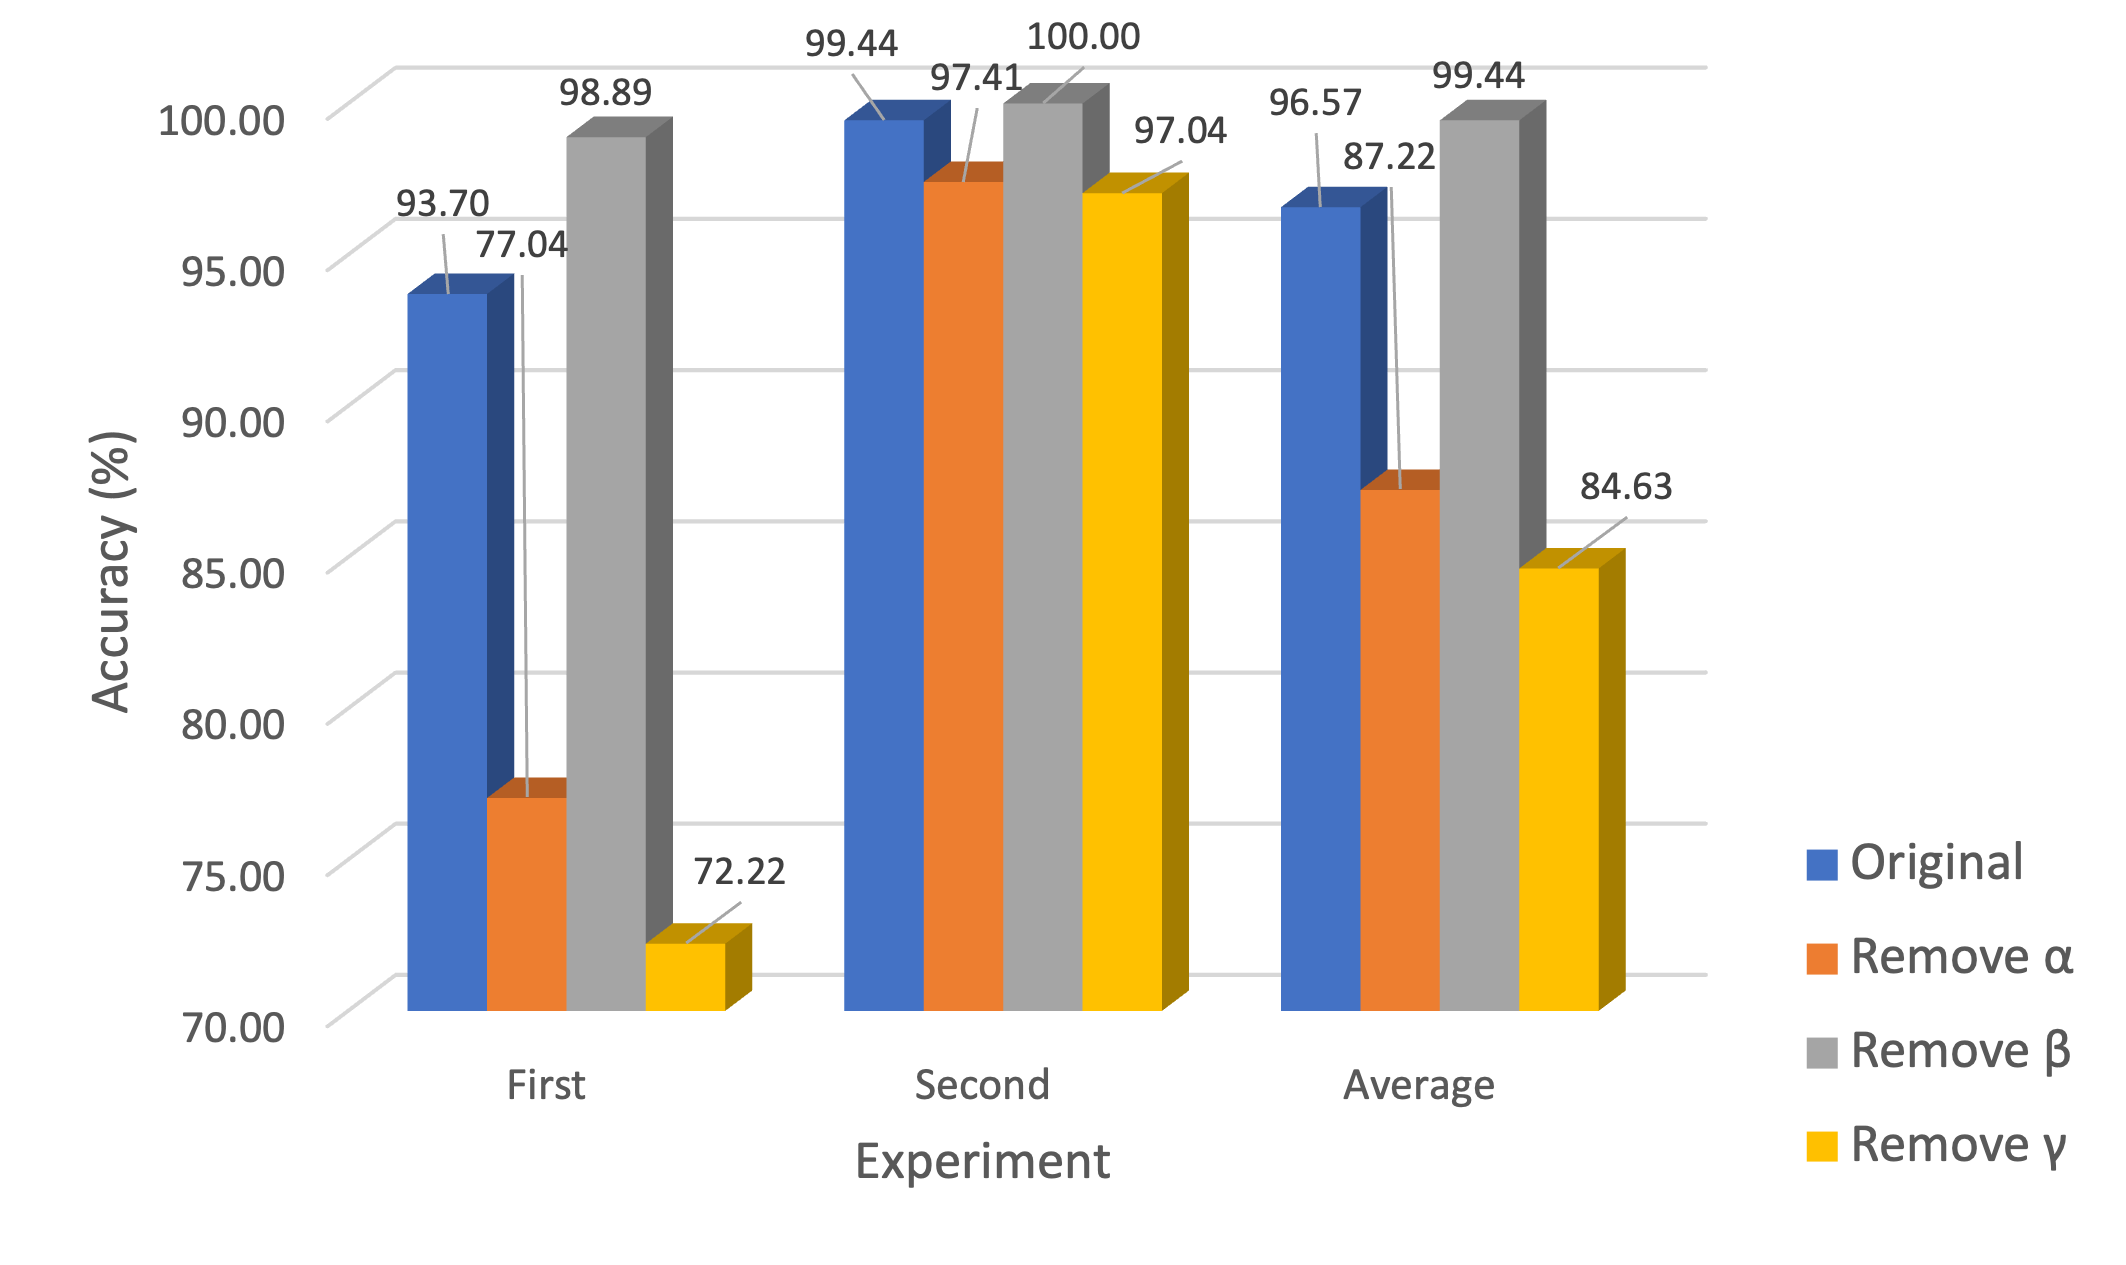 99.44
100.00
97.41
99.44
98.89
96.57
97.04
87.22
93.70
77.04
84.63
72.22
100.00
95.00
90.00
85.00
80.00
75.00
70.00
Accuracy (%)
First
Second
Average
Experiment
Original
Remove α
Remove β
Remove γ